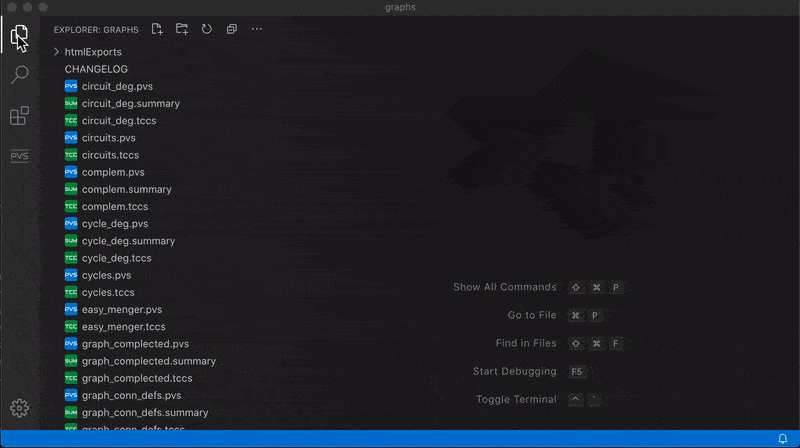 graphs
EXPLORER: GRAPHS
htmlExports
CHANGELOG
PVS circuit_deg.pvs
SUM circuit_deg.summary
TCC circuit_deg.tccs
PVS circuits.pvs
TCC circuits.tccs
PVS complem.pvs
SUM complem.summary
TCC complem.tccs
PVS cycle_deg.pvs
SUM cycle_deg.summary
TCC cycle_deg.tccs
PVS cycles.pvs
TCC cycles.tccs
PVS easy_menger.pvs
TCC easy_menger.tccs
PVS graph_complected.pvs
SUM graph_complected.summary
TCC graph_complected.tccs
PVS graph_conn_defs.pvs
SUM graph_conn_defs.summary
TCC graph_conn_defs.tccs
PVS
Show All Commands ⇧ ⌘ P
Go to File ⌘ P
Find in Files ⇧ ⌘ F
Start Debugging F5
Toggle Terminal ^ `